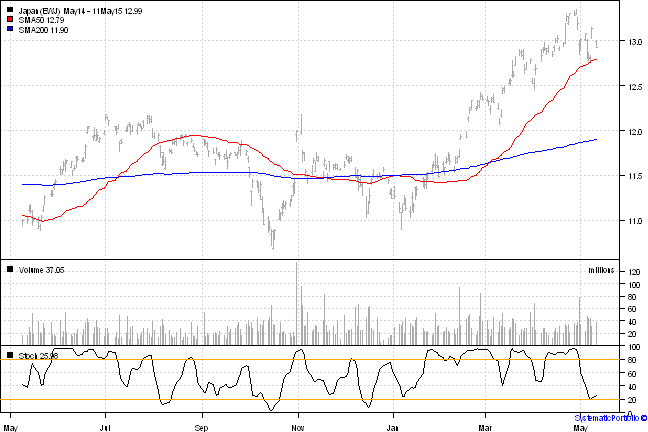 Japan (EWJ) May14 - 11May15 12.99
SMA50 12.79
SMA200 11.90
13.0
12.5
12.0
11.5
11.0
Volume 37.05
millions
120
100
80
60
40
20
Stoch 25.98
100
80
60
40
20
0
May Jul Sep Nov Jan Mar May
SystematicPortfolio ©